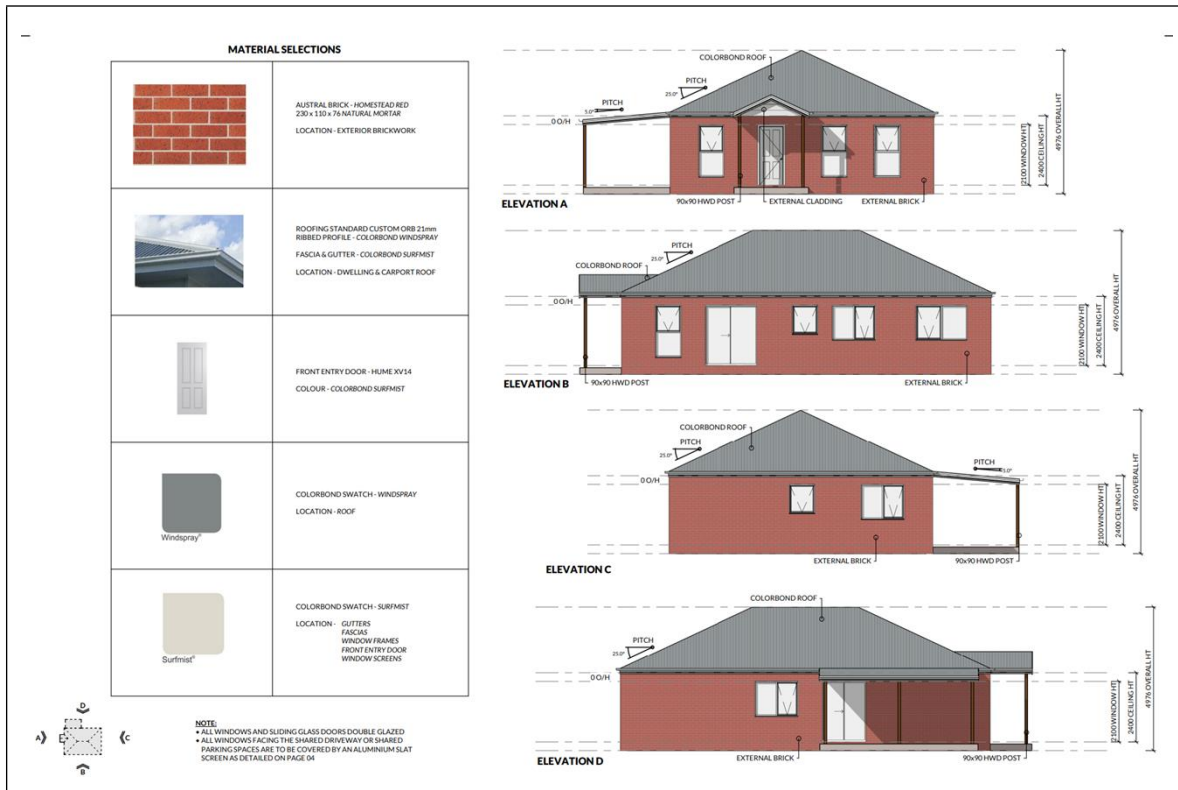 MATERIAL SELECTIONS
AUSTRAL BRICK - HOMESTEAD RED
230 x 110 x 76 NATURAL MORTAR
LOCATION - EXTERIOR BRICKWORK
ROOFING STANDARD CUSTOM ORB 21mm
RIBBED PROFILE - COLORBOND WINDSPRAY
FASCIA & GUTTER - COLORBOND SURFMIST
LOCATION - DWELLING & CARPORT ROOF
FRONT ENTRY DOOR - HUME XV14
COLOUR - COLORBOND SURFMIST
Windspray®
COLORBOND SWATCH - WINDSPRAY
LOCATION - ROOF
Surfmist®
COLORBOND SWATCH - SURFMIST
LOCATION - GUTTERS
FASCIAS
WINDOW FRAMES
FRONT ENTRY DOOR
WINDOW SCREENS
D
A
C
B
NOTE:
• ALL WINDOWS AND SLIDING GLASS DOORS DOUBLE GLAZED
• ALL WINDOWS FACING THE SHARED DRIVEWAY OR SHARED
PARKING SPACES ARE TO BE COVERED BY AN ALUMINIUM SLAT
SCREEN AS DETAILED ON PAGE 04
COLORBOND ROOF
PITCH
25.0°
PITCH
5.0°
0 O/H
2100 WINDOW HT
2400 CEILING HT
4976 OVERALL HT
ELEVATION A
90x90 HWD POST
EXTERNAL CLADDING
EXTERNAL BRICK
PITCH
25.0°
COLORBOND ROOF
0 O/H
2100 WINDOW HT
2400 CEILING HT
4976 OVERALL HT
ELEVATION B
90x90 HWD POST
EXTERNAL BRICK
COLORBOND ROOF
PITCH
25.0°
PITCH
5.0°
0 O/H
2100 WINDOW HT
2400 CEILING HT
4976 OVERALL HT
ELEVATION C
EXTERNAL BRICK
90x90 HWD POST
COLORBOND ROOF
PITCH
25.0°
0 O/H
2100 WINDOW HT
2400 CEILING HT
4976 OVERALL HT
ELEVATION D
EXTERNAL BRICK
90x90 HWD POST